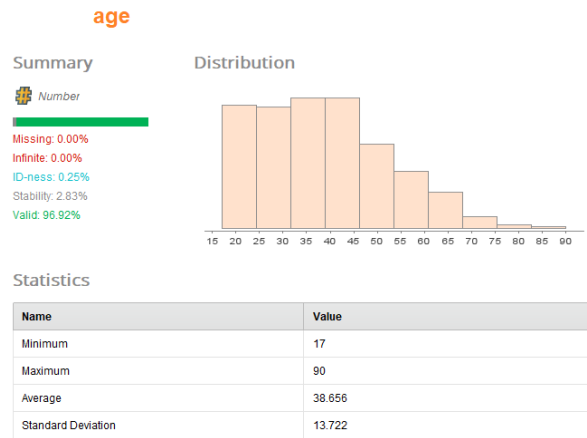 age
Summary
Distribution
# Number
Missing: 0.00%
Infinite: 0.00%
ID-ness: 0.25%
Stability: 2.83%
Valid: 96.92%
15 20 25 30 35 40 45 50 55 60 65 70 75 80 85 90
Statistics
Name Value
Minimum 17
Maximum 90
Average 38.656
Standard Deviation 13.722